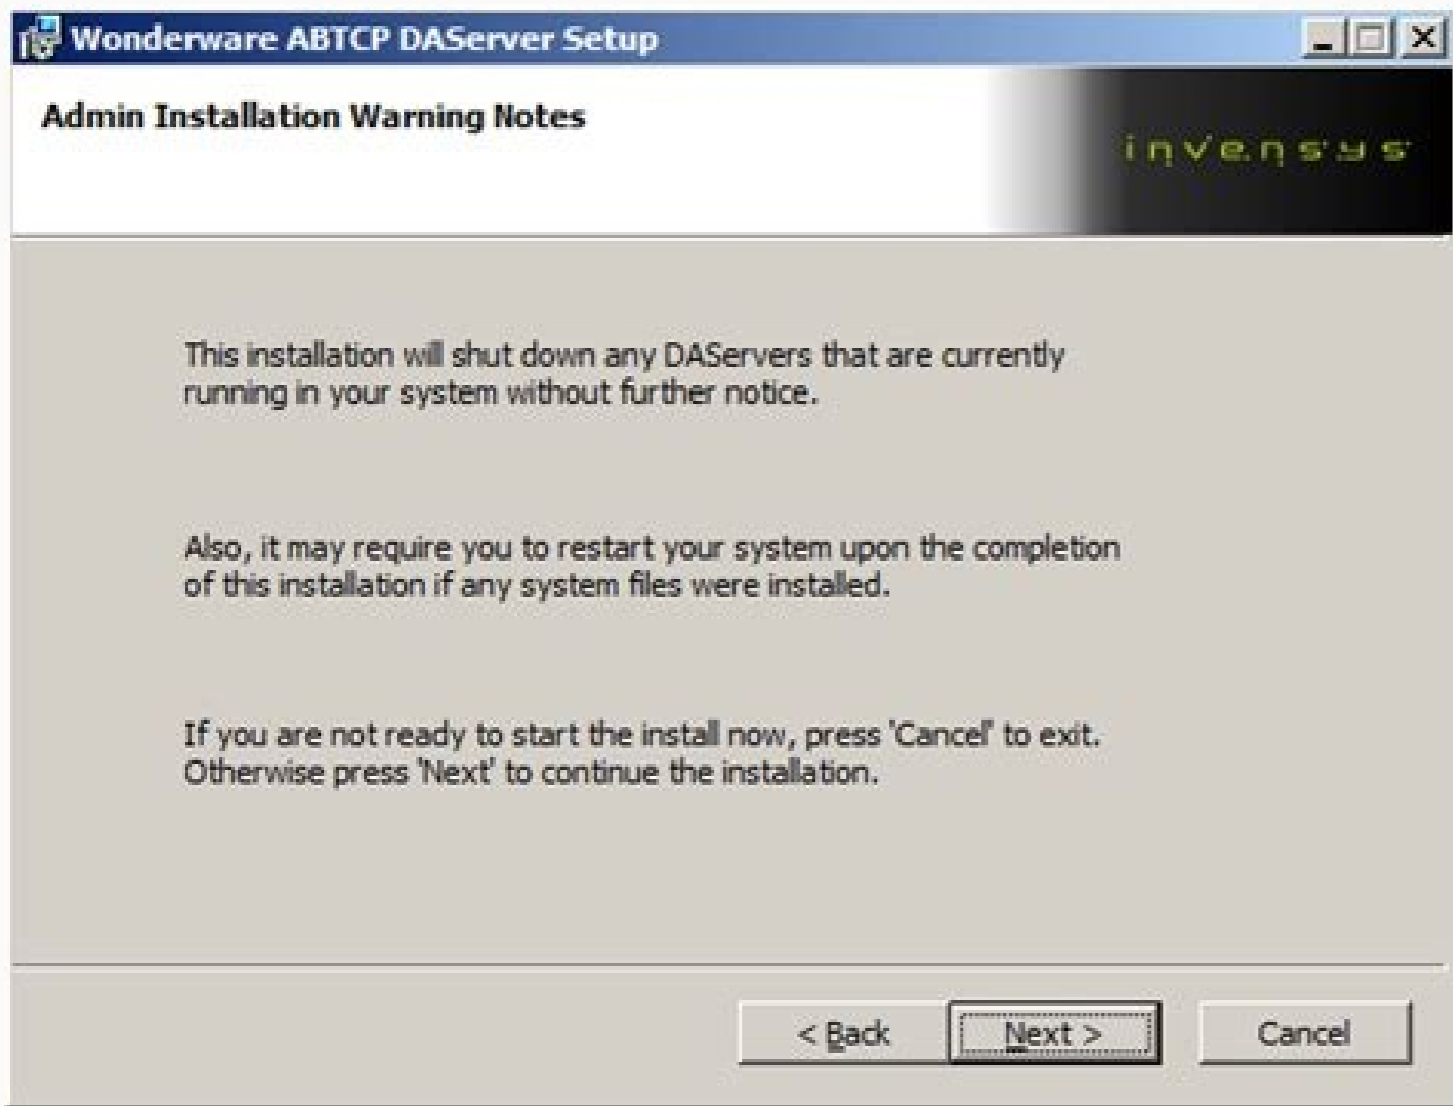 Wonderware ABTCP DAServer Setup
Admin Installation Warning Notes
invensys
This installation will shut down any DAServers that are currently
running in your system without further notice.
Also, it may require you to restart your system upon the completion
of this installation if any system files were installed.
If you are not ready to start the install now, press 'Cancel' to exit.
Otherwise press 'Next' to continue the installation.
< Back
Next >
Cancel